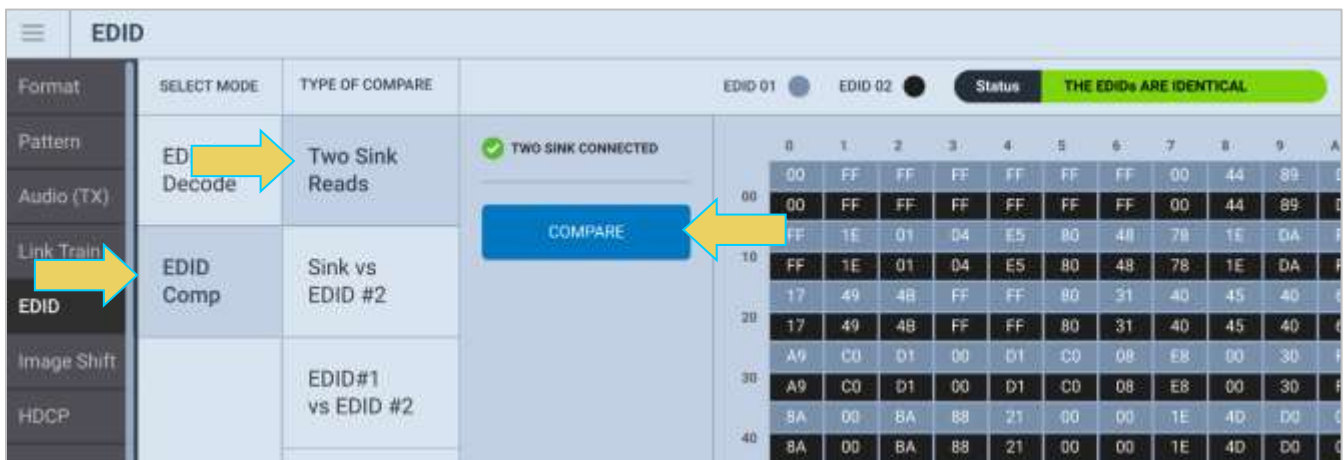 EDID
Format
Pattern
Audio (TX)
Link Train
EDID
Image Shift
HDCP
SELECT MODE
Decode
EDID
Comp
TYPE OF COMPARE
Two Sink
Reads
Sink vs
EDID #2
EDID#1
vs EDID #2
TWO SINK CONNECTED
COMPARE
EDID 01 EDID 02 Status THE EDIDs ARE IDENTICAL
0 1 2 3 4 5 6 7 8 9 A
00 FF FF FF FF FF FF 00 44 89
00
00 FF FF FF FF FF FF 00 44 89
FF 1E 01 04 E5 80 48 78 1E DA
10
FF 1E 01 04 E5 80 48 78 1E DA
17 49 4B FF FF 80 31 40 45 40
20
17 49 4B FF FF 80 31 40 45 40
A9 C0 D1 00 D1 C0 08 E8 00 30
30
A9 C0 D1 00 D1 C0 08 E8 00 30
8A 00 BA 88 21 00 00 1E 4D D0
40
8A 00 BA 88 21 00 00 1E 4D D0